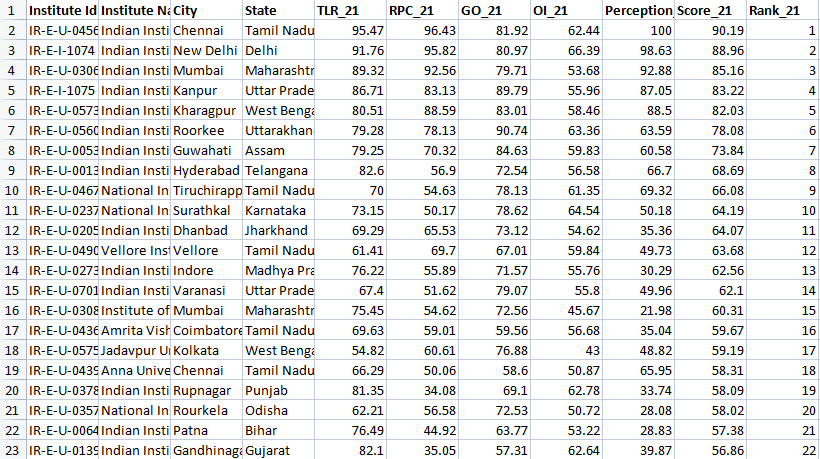 1 Institute Id Institute Na City State TLR_21 RPC_21 GO_21 OI_21 Perception_ Score_21 Rank_21
2 IR-E-U-0456 Indian Insti Chennai Tamil Nadu 95.47 96.43 81.92 62.44 100 90.19 1
3 IR-E-I-1074 Indian Insti New Delhi Delhi 91.76 95.82 80.97 66.39 98.63 88.96 2
4 IR-E-U-0306 Indian Insti Mumbai Maharashtr 89.32 92.56 79.71 53.68 92.88 85.16 3
5 IR-E-I-1075 Indian Insti Kanpur Uttar Prade 86.71 83.13 89.79 55.96 87.05 83.22 4
6 IR-E-U-0573 Indian Insti Kharagpur West Benga 80.51 88.59 83.01 58.46 88.5 82.03 5
7 IR-E-U-0560 Indian Insti Roorkee Uttarakhan 79.28 78.13 90.74 63.36 63.59 78.08 6
8 IR-E-U-0053 Indian Insti Guwahati Assam 79.25 70.32 84.63 59.83 60.58 73.84 7
9 IR-E-U-0013 Indian Insti Hyderabad Telangana 82.6 56.9 72.54 56.58 66.7 68.69 8
10 IR-E-U-0467 National In Tiruchirapp Tamil Nadu 70 54.63 78.13 61.35 69.32 66.08 9
11 IR-E-U-0237 National In Surathkal Karnataka 73.15 50.17 78.62 64.54 50.18 64.19 10
12 IR-E-U-0205 Indian Insti Dhanbad Jharkhand 69.29 65.53 73.12 54.62 35.36 64.07 11
13 IR-E-U-0490 Vellore Inst Vellore Tamil Nadu 61.41 69.7 67.01 59.84 49.73 63.68 12
14 IR-E-U-0273 Indian Insti Indore Madhya Pra 76.22 55.89 71.57 55.76 30.29 62.56 13
15 IR-E-U-0701 Indian Insti Varanasi Uttar Prade 67.4 51.62 79.07 55.8 49.96 62.1 14
16 IR-E-U-0308 Institute of Mumbai Maharashtr 75.45 54.62 72.56 45.67 21.98 60.31 15
17 IR-E-U-0436 Amrita Vish Coimbatore Tamil Nadu 69.63 59.01 59.56 56.68 35.04 59.67 16
18 IR-E-U-0575 Jadavpur U Kolkata West Benga 54.82 60.61 76.88 43 48.82 59.19 17
19 IR-E-U-0439 Anna Unive Chennai Tamil Nadu 66.29 50.06 58.6 50.87 65.95 58.31 18
20 IR-E-U-0378 Indian Insti Rupnagar Punjab 81.35 34.08 69.1 62.78 33.74 58.09 19
21 IR-E-U-0357 National In Rourkela Odisha 62.21 56.58 72.53 50.72 28.08 58.02 20
22 IR-E-U-0064 Indian Insti Patna Bihar 76.49 44.92 63.77 53.22 28.83 57.38 21
23 IR-E-U-0139 Indian Insti Gandhinaga Gujarat 82.1 35.05 57.31 62.64 39.87 56.86 22